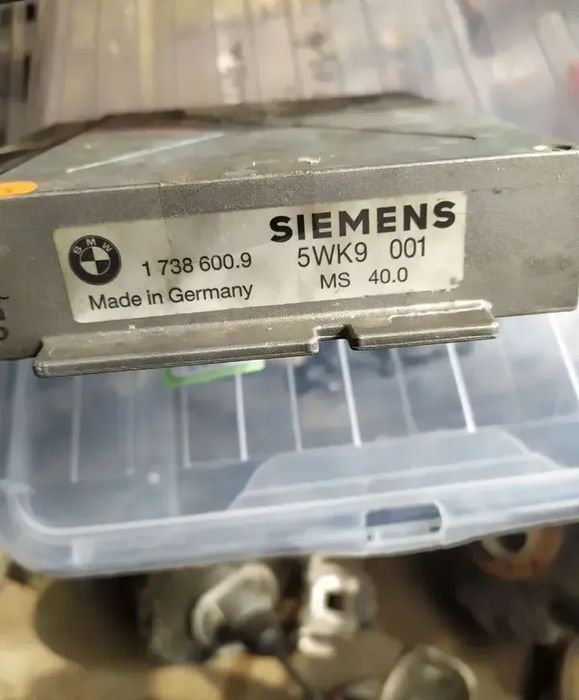 BMW
SIEMENS
1 738 600.9 5WK9 001
Made in Germany MS 40.0